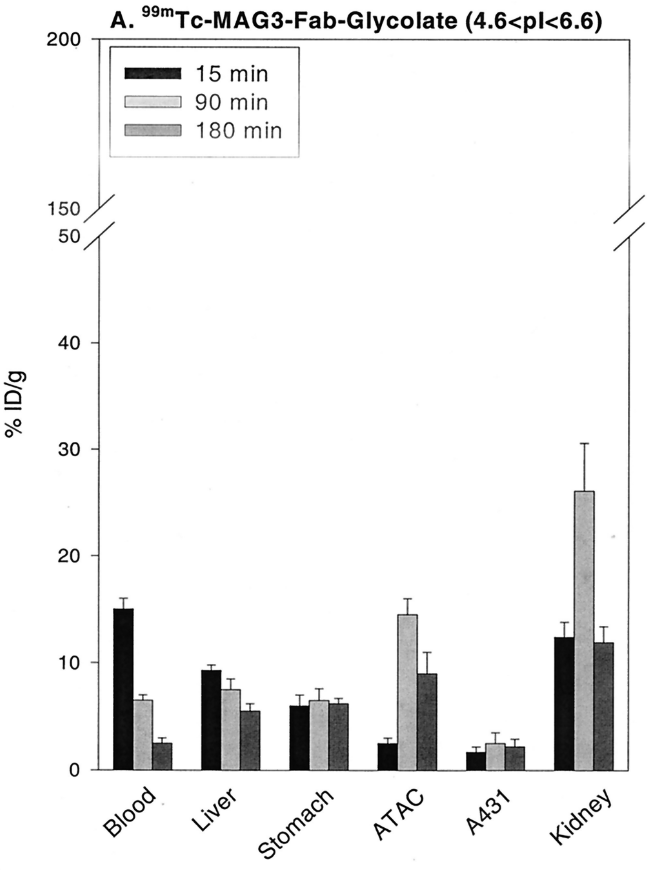 A. 99mTc-MAG3-Fab-Glycolate (4.6<pI<6.6)
200
15 min
90 min
180 min
150
50
40
30
20
10
0
% ID/g
Blood
Liver
Stomach
ATAC
A431
Kidney